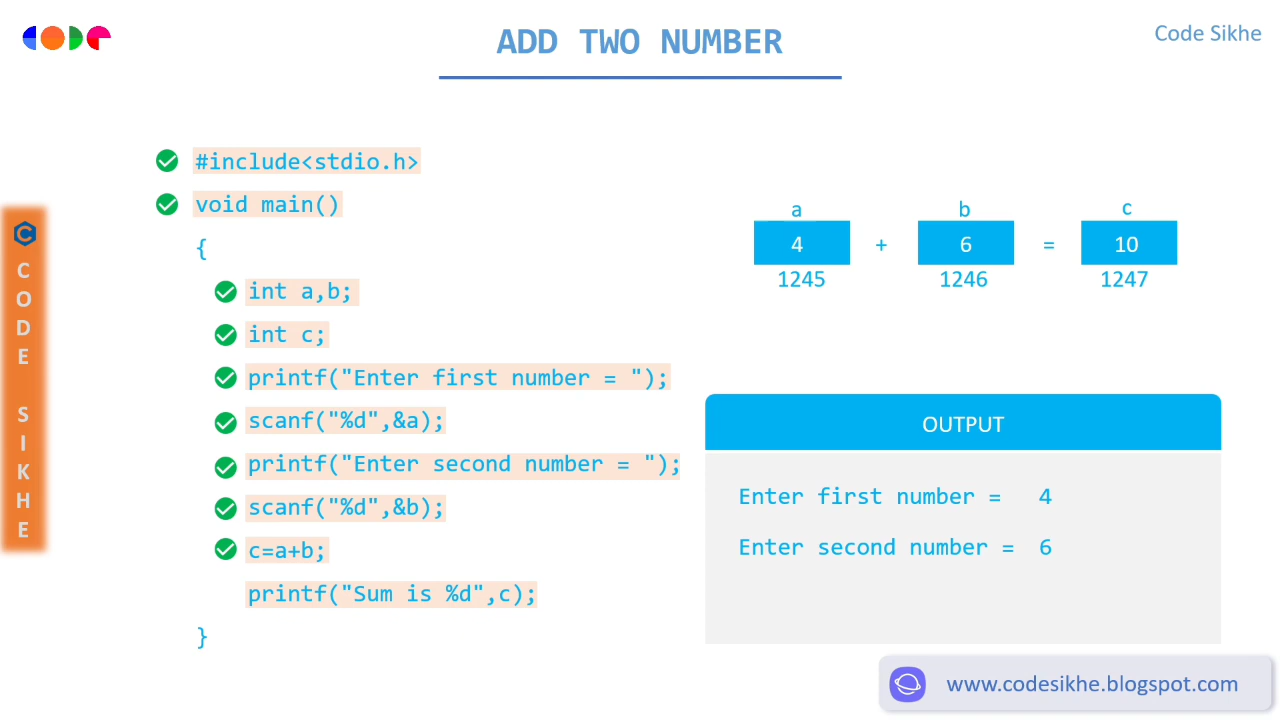 CODE
ADD TWO NUMBER
Code Sikhe
#include<stdio.h>
void main()
{
int a,b;
int c;
printf("Enter first number = ");
scanf("%d",&a);
printf("Enter second number = ");
scanf("%d",&b);
c=a+b;
printf("Sum is %d",c);
}
a b c
4 + 6 = 10
1245 1246 1247
OUTPUT
Enter first number = 4
Enter second number = 6
C
CODE SIKHE
www.codesikhe.blogspot.com